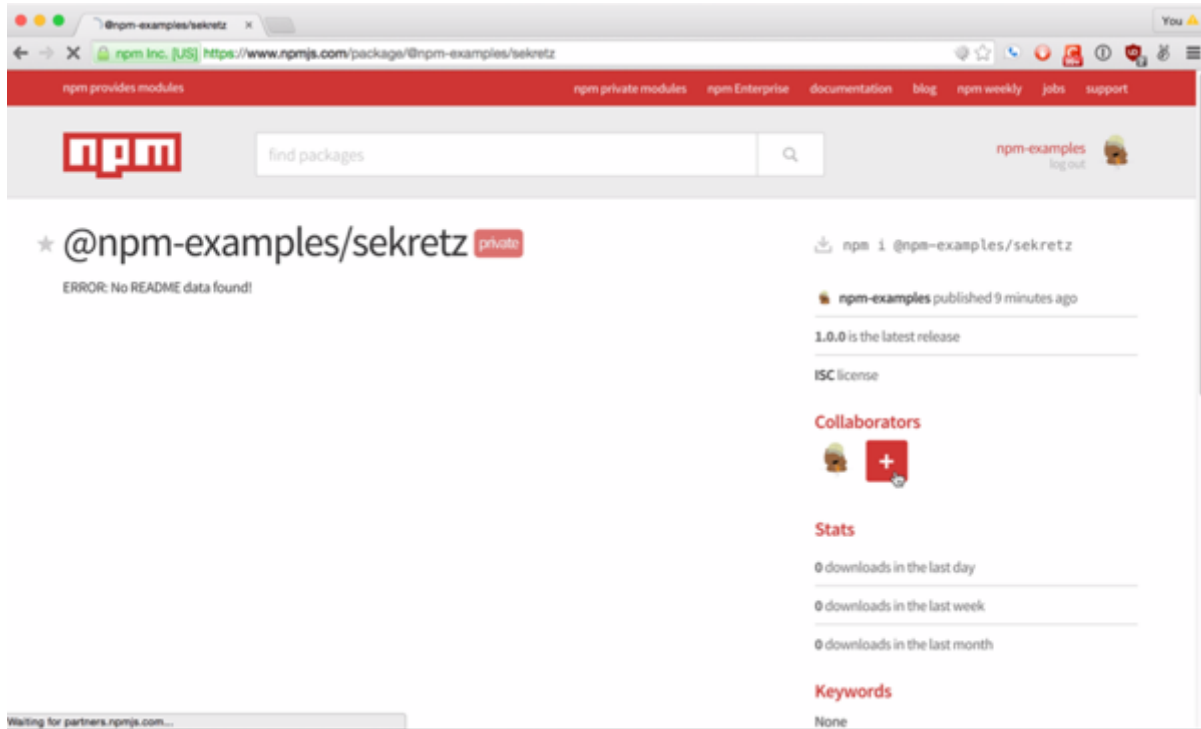 @npm-examples/sekretz
You
npm Inc. [US] https://www.npmjs.com/package/@npm-examples/sekretz
npm provides modules
npm private modules npm Enterprise documentation blog npm weekly jobs support
npm
find packages
npm-examples
log out
@npm-examples/sekretz private
ERROR: No README data found!
npm i @npm-examples/sekretz
npm-examples published 9 minutes ago
1.0.0 is the latest release
ISC license
Collaborators
+
Stats
0 downloads in the last day
0 downloads in the last week
0 downloads in the last month
Keywords
None
Waiting for partners.npmjs.com...